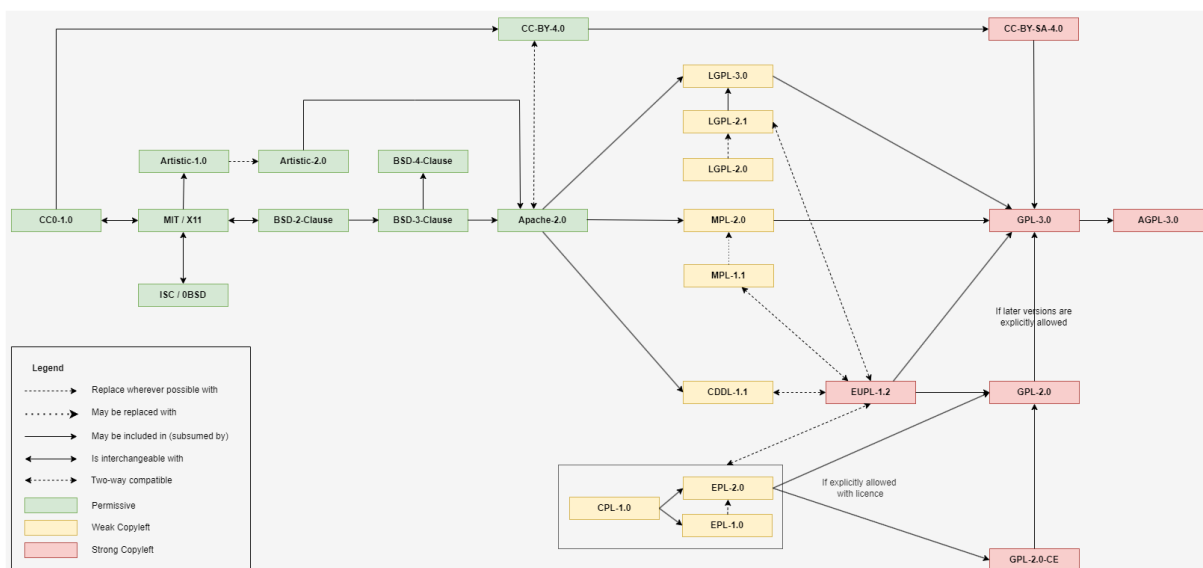 CC-BY-4.0
CC-BY-SA-4.0
LGPL-3.0
LGPL-2.1
Artistic-1.0
Artistic-2.0
BSD-4-Clause
LGPL-2.0
CC0-1.0
MIT / X11
BSD-2-Clause
BSD-3-Clause
Apache-2.0
MPL-2.0
GPL-3.0
AGPL-3.0
MPL-1.1
ISC / 0BSD
If later versions are
explicitly allowed
CDDL-1.1
EUPL-1.2
GPL-2.0
EPL-2.0
If explicitly allowed
with licence
CPL-1.0
EPL-1.0
GPL-2.0-CE
Legend
Replace wherever possible with
May be replaced with
May be included in (subsumed by)
Is interchangeable with
Two-way compatible
Permissive
Weak Copyleft
Strong Copyleft